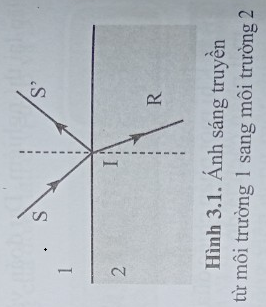 S
S'
1
I
R
2
Hình 3.1. Ánh sáng truyền
từ môi trường 1 sang môi trường 2